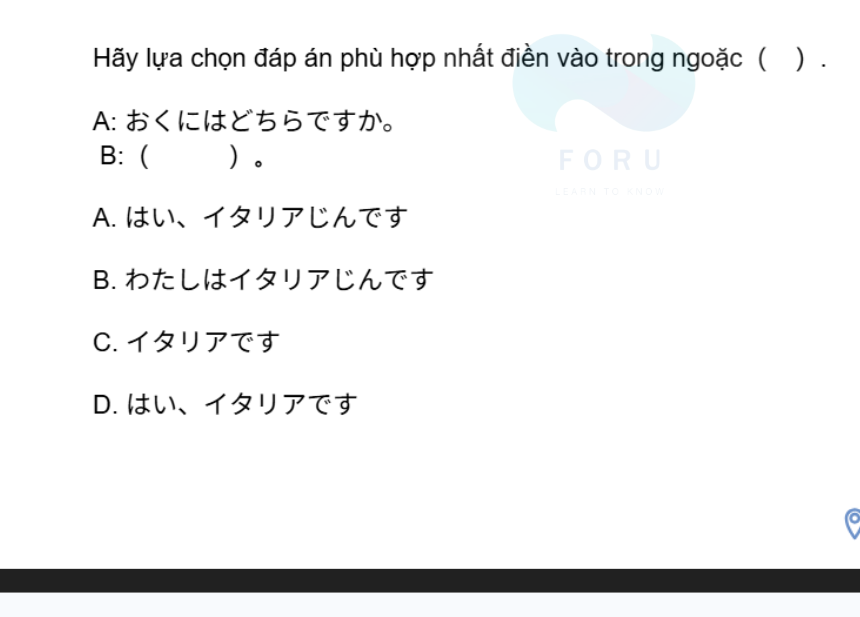 Hãy lựa chọn đáp án phù hợp nhất điền vào trong ngoặc ( ) .
A: おくにはどちらですか。
B: ( ) 。
FORU
LEARN TO KNOW
A. はい、イタリアじんです
B. わたしはイタリアじんです
C. イタリアです
D. はい、イタリアです